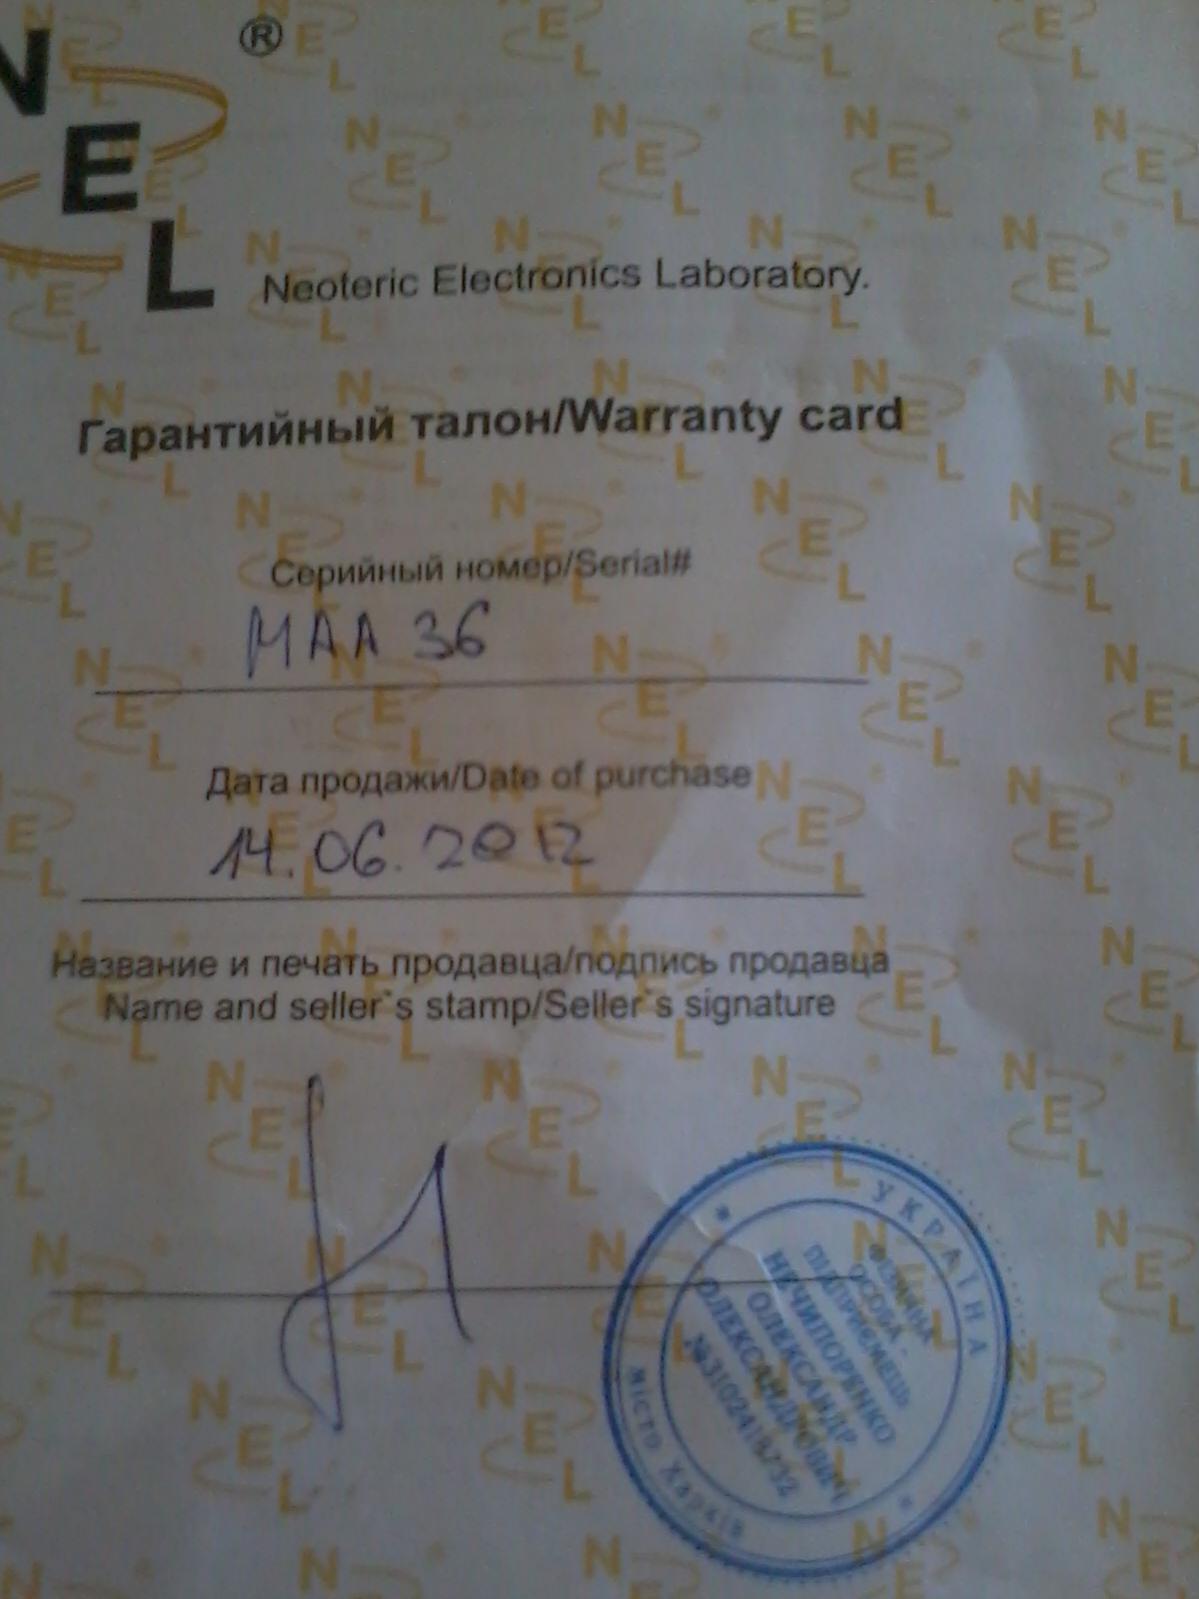 NEL®
Neoteric Electronics Laboratory.
Гарантийный талон/Warranty card
Серийный номер/Serial#
МАА 36
Дата продажи/Date of purchase
14.06.2012
Название и печать продавца/подпись продавца
Name and seller`s stamp/Seller`s signature
УКРАЇНА
місто Харків
ФІЗИЧНА
ОСОБА -
ПІДПРИЄМЕЦЬ
НЕЧИПОРЕНКО
ОЛЕКСАНДР
ОЛЕКСАНДРОВИЧ